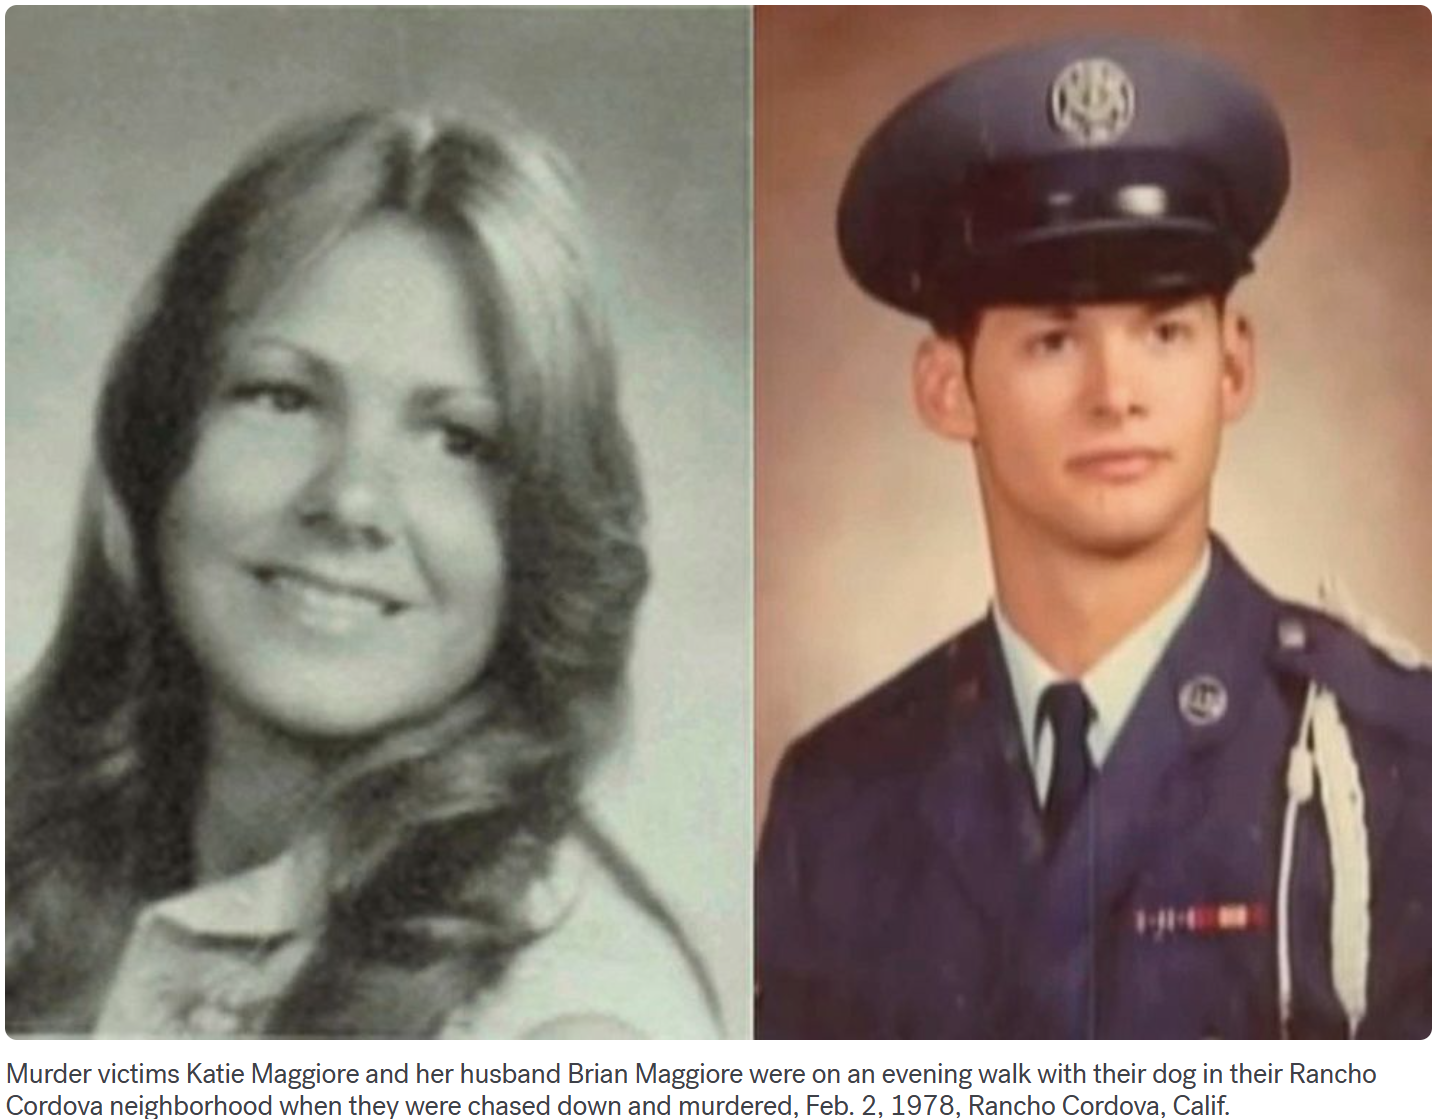 Murder victims Katie Maggiore and her husband Brian Maggiore were on an evening walk with their dog in their Rancho
Cordova neighborhood when they were chased down and murdered, Feb. 2, 1978, Rancho Cordova, Calif.